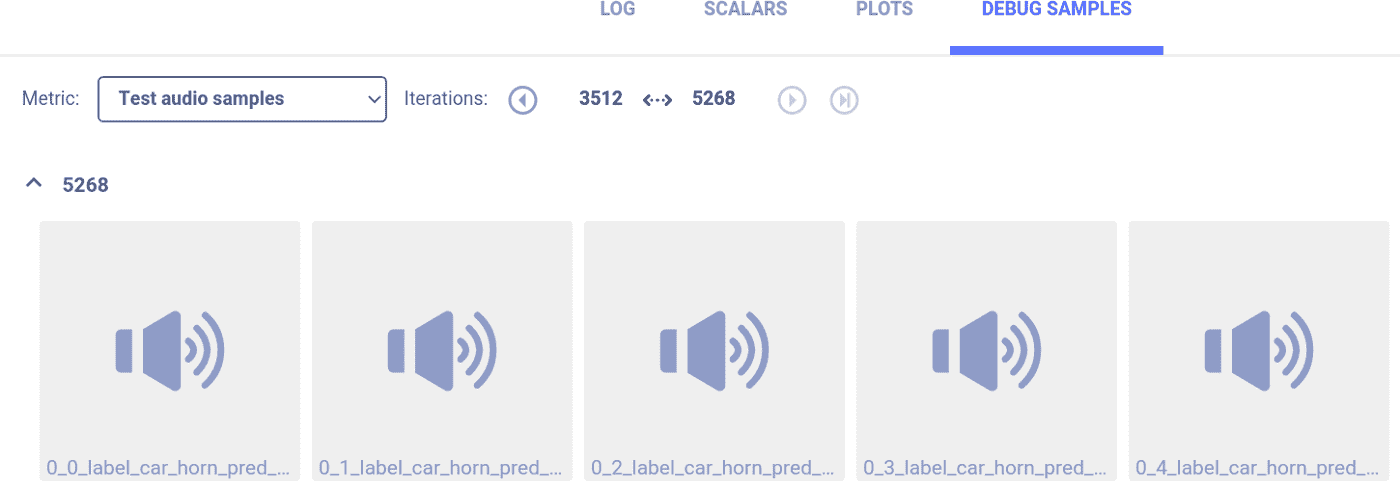 LOG SCALARS PLOTS DEBUG SAMPLES
Metric: Test audio samples Iterations: 3512 5268
5268
0_0_label_car_horn_pred_... 0_1_label_car_horn_pred_... 0_2_label_car_horn_pred_... 0_3_label_car_horn_pred_... 0_4_label_car_horn_pred_...